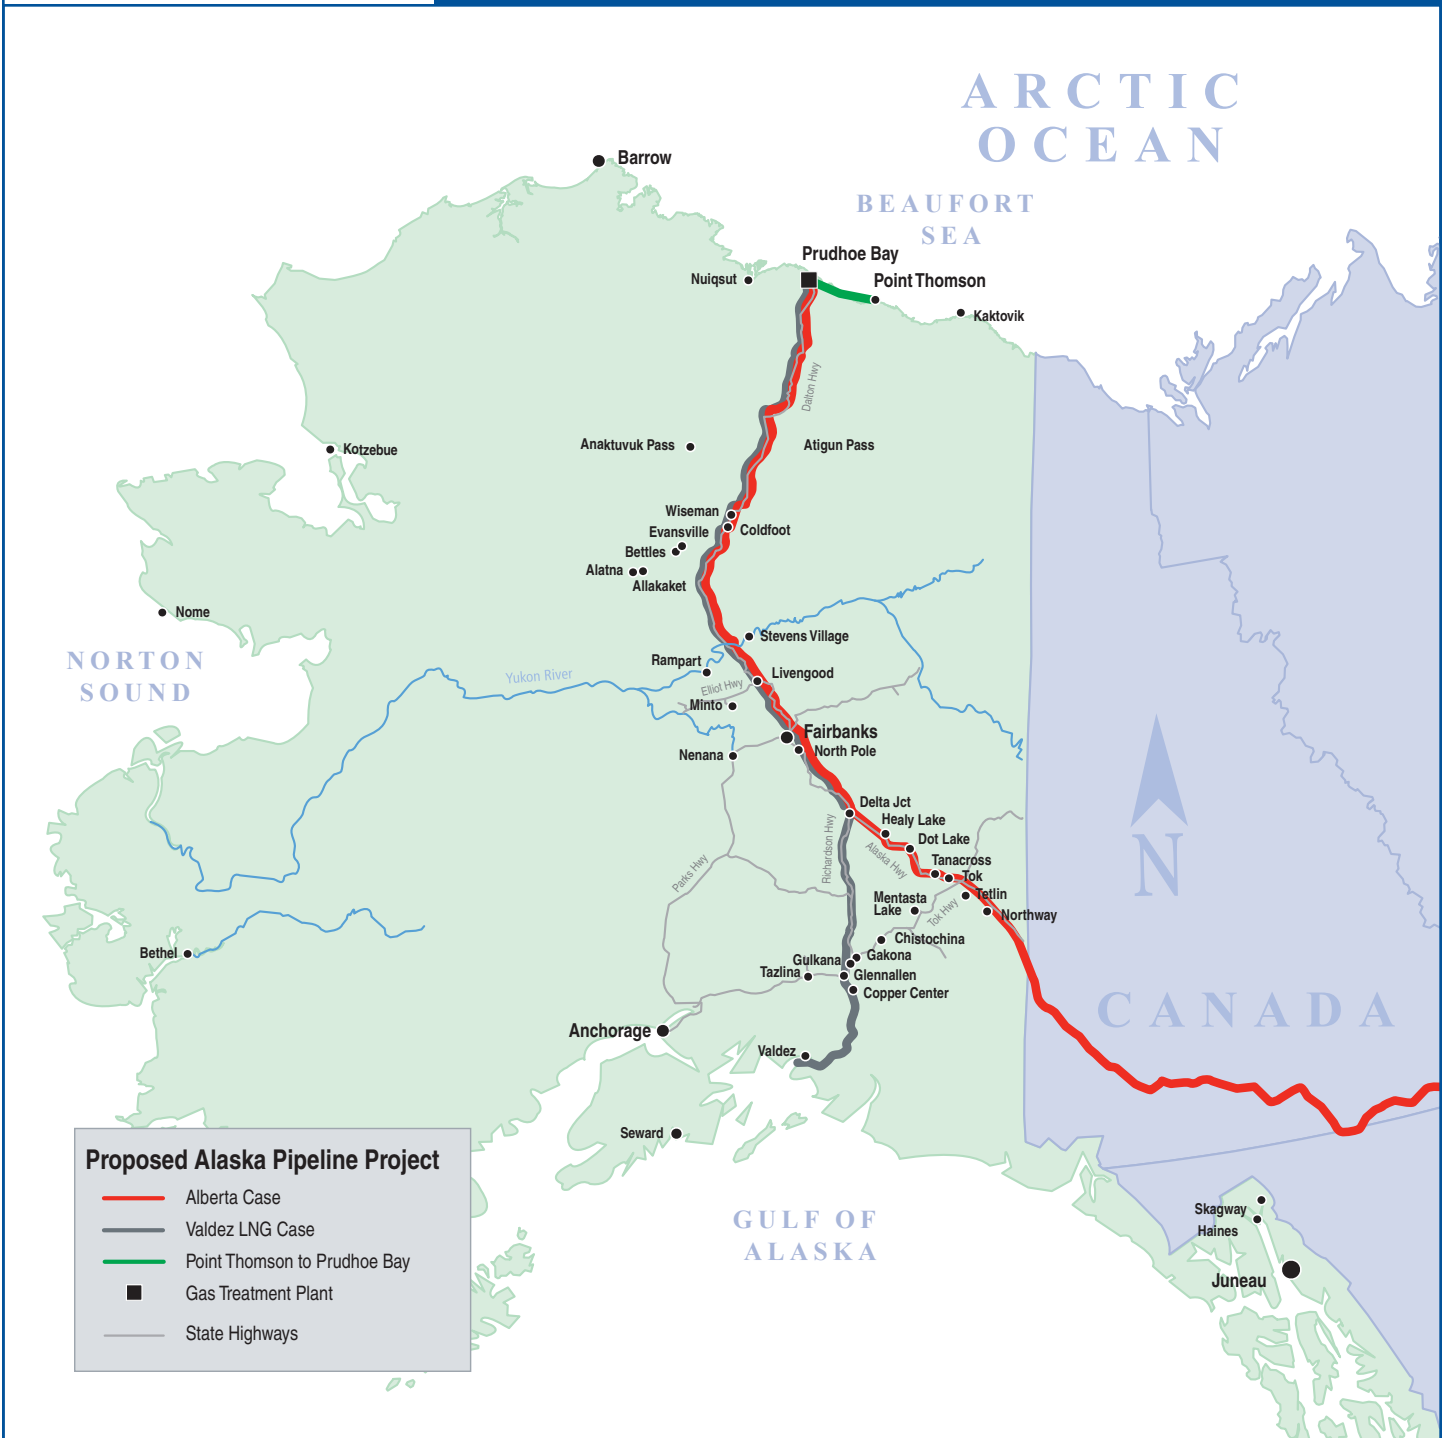 ARCTIC
OCEAN
Barrow
BEAUFORT
SEA
Prudhoe Bay
Nuiqsut
Point Thomson
Kaktovik
Dalton Hwy
Anaktuvuk Pass
Atigun Pass
Kotzebue
Wiseman
Coldfoot
Evansville
Bettles
Alatna
Allakaket
Nome
Stevens Village
NORTON
SOUND
Rampart
Livengood
Yukon River
Elliot Hwy
Minto
Fairbanks
North Pole
Nenana
Delta Jct
Healy Lake
Dot Lake
Richardson Hwy
Alaska Hwy
Tanacross
Tok
Parks Hwy
Tetlin
Mentasta
Lake
Tok Hwy
Northway
N
Chistochina
Bethel
Gakona
Gulkana
Tazlina
Glennallen
Copper Center
CANADA
Anchorage
Valdez
Seward
Proposed Alaska Pipeline Project
Alberta Case
Valdez LNG Case
Point Thomson to Prudhoe Bay
Gas Treatment Plant
State Highways
GULF OF
ALASKA
Skagway
Haines
Juneau